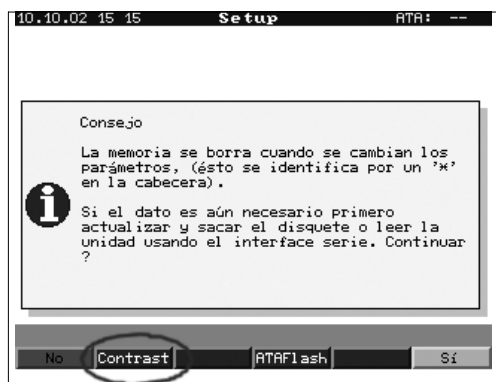 10.10.02 15 15 Setup ATA: --
Consejo
La memoria se borra cuando se cambian los
parámetros, (ésto se identifica por un '*'
en la cabecera).
Si el dato es aún necesario primero
actualizar y sacar el disquete o leer la
unidad usando el interface serie. Continuar
?
No Contrast ATAFlash Sí